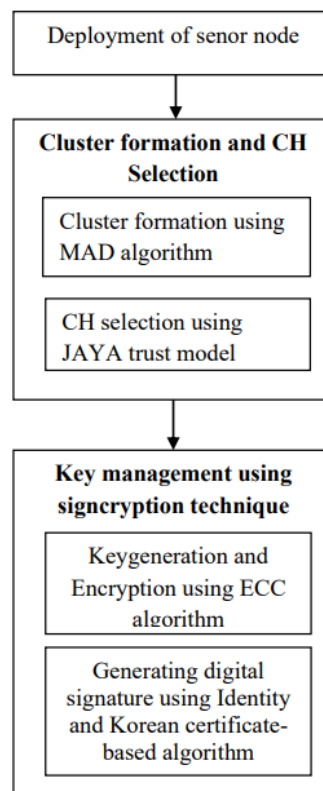 Deployment of senor node
Cluster formation and CH
Selection
Cluster formation using
MAD algorithm
CH selection using
JAYA trust model
Key management using
signcryption technique
Keygeneration and
Encryption using ECC
algorithm
Generating digital
signature using Identity
and Korean certificate-
based algorithm